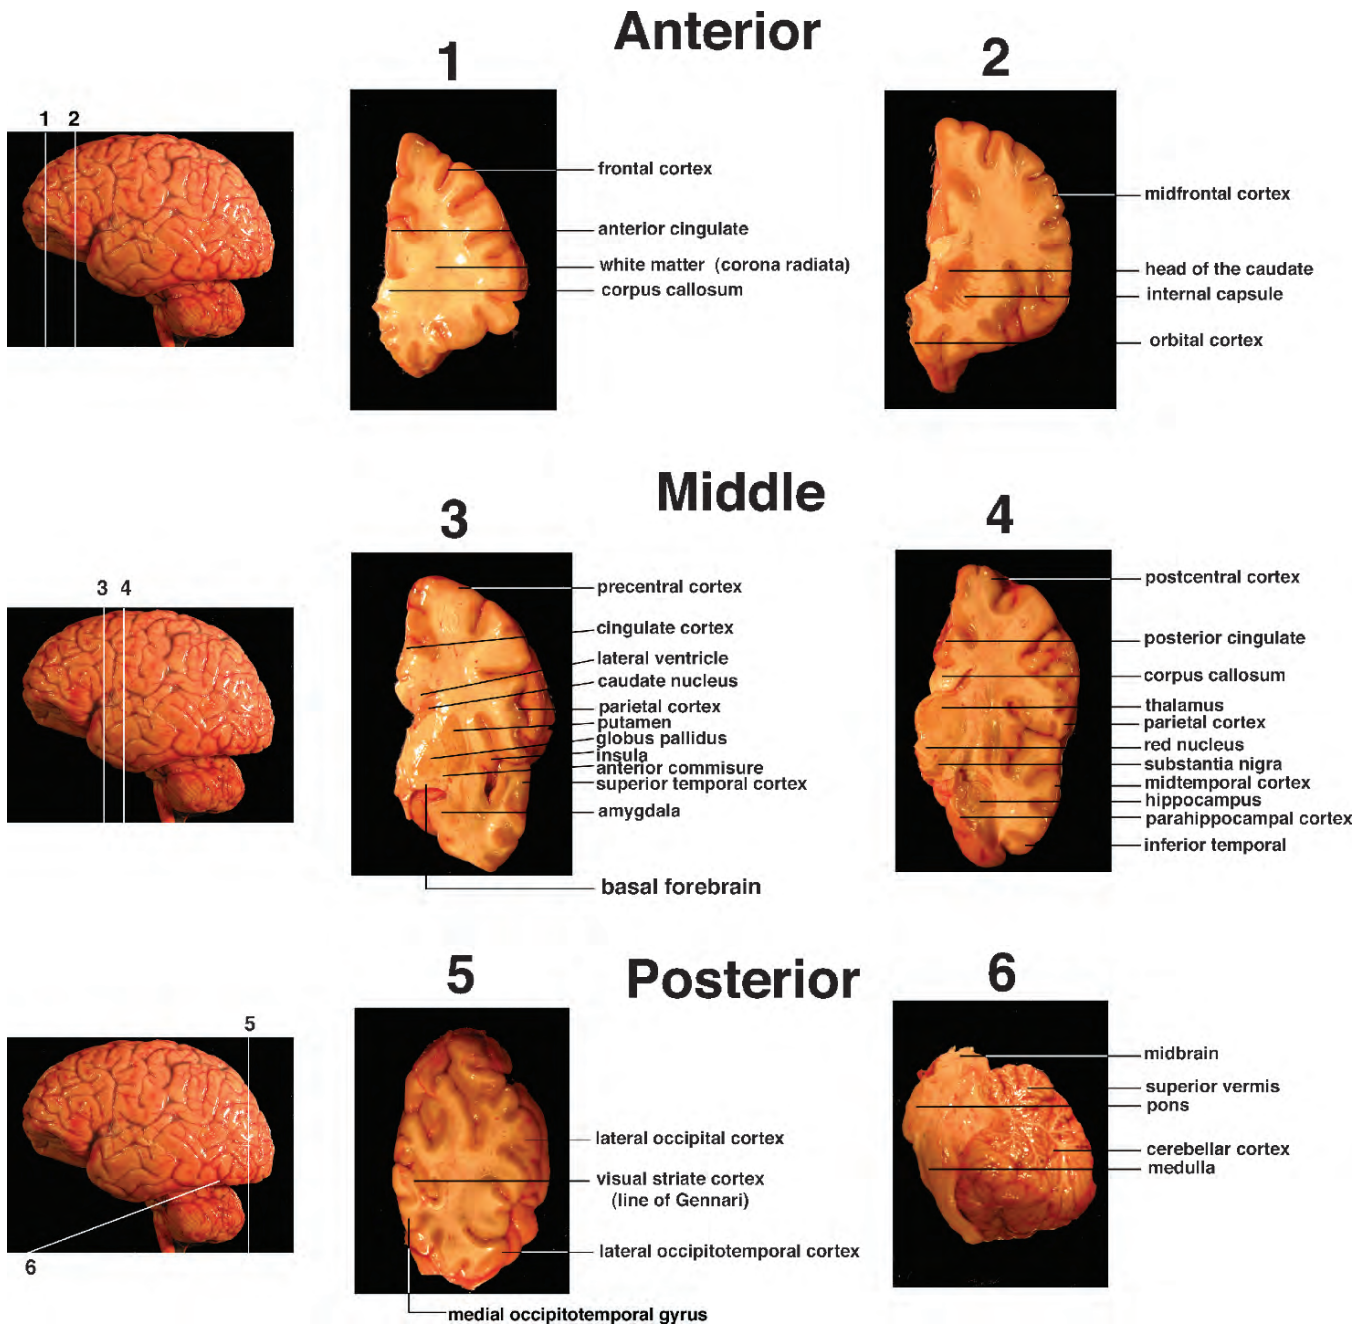 Anterior
1
2
1 2
frontal cortex
anterior cingulate
white matter (corona radiata)
corpus callosum
midfrontal cortex
head of the caudate
internal capsule
orbital cortex
Middle
3
4
3 4
precentral cortex
cingulate cortex
lateral ventricle
caudate nucleus
parietal cortex
putamen
globus pallidus
insula
anterior commisure
superior temporal cortex
amygdala
basal forebrain
postcentral cortex
posterior cingulate
corpus callosum
thalamus
parietal cortex
red nucleus
substantia nigra
midtemporal cortex
hippocampus
parahippocampal cortex
inferior temporal
Posterior
5
6
5
6
lateral occipital cortex
visual striate cortex
(line of Gennari)
lateral occipitotemporal cortex
medial occipitotemporal gyrus
midbrain
superior vermis
pons
cerebellar cortex
medulla